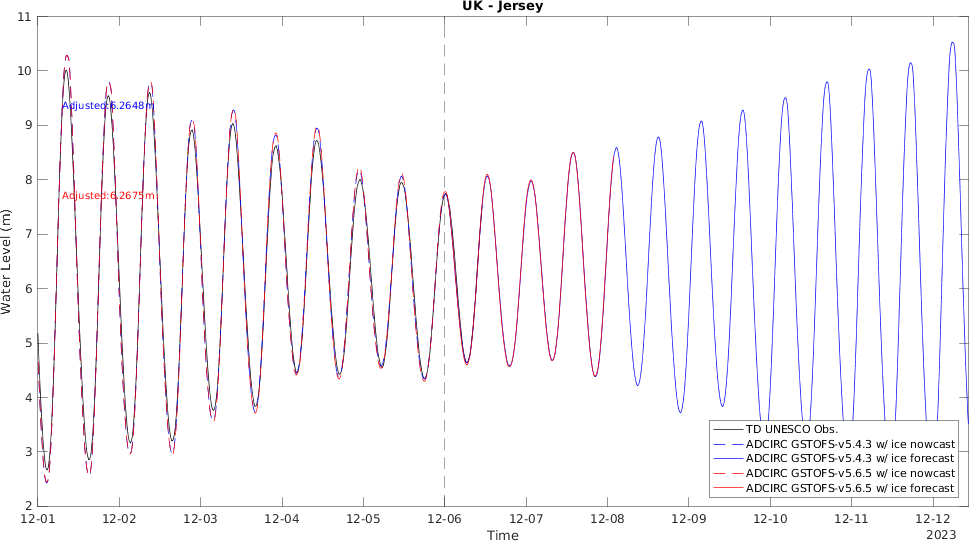 UK - Jersey
11
10
9
8
7
6
5
4
3
2
Water Level (m)
Adjusted:6.2648m
Adjusted:6.2675m
TD UNESCO Obs.
ADCIRC GSTOFS-v5.4.3 w/ ice nowcast
ADCIRC GSTOFS-v5.4.3 w/ ice forecast
ADCIRC GSTOFS-v5.6.5 w/ ice nowcast
ADCIRC GSTOFS-v5.6.5 w/ ice forecast
12-01 12-02 12-03 12-04 12-05 12-06 12-07 12-08 12-09 12-10 12-11 12-12
Time
2023